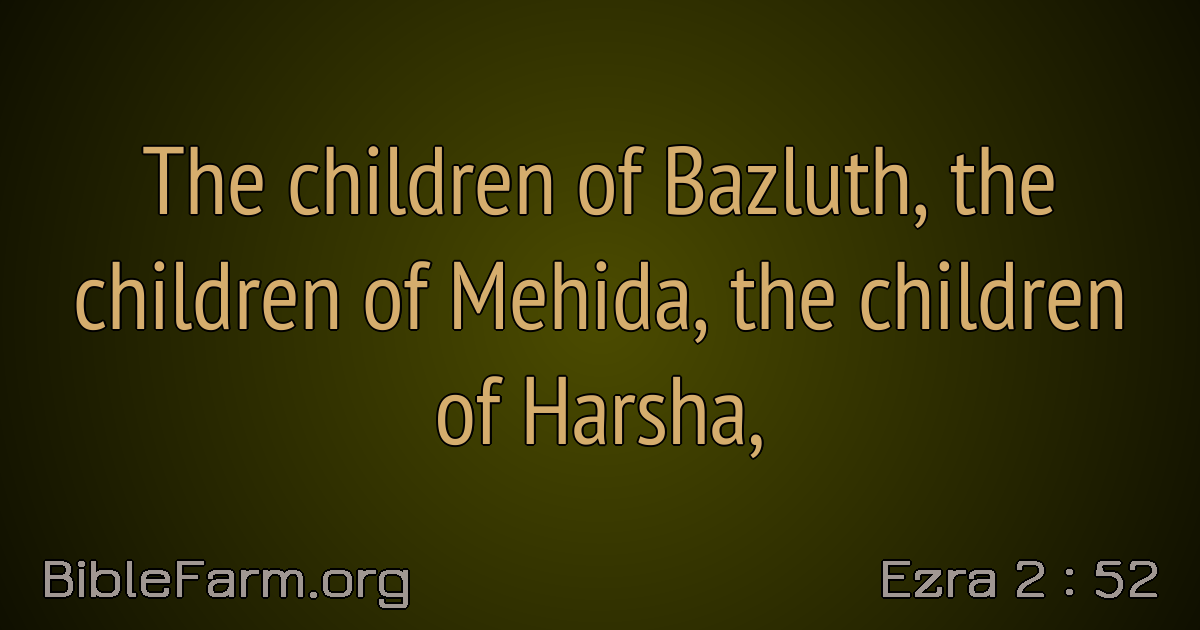 The children of Bazluth, the
children of Mehida, the children
of Harsha,
BibleFarm.org
Ezra 2 : 52